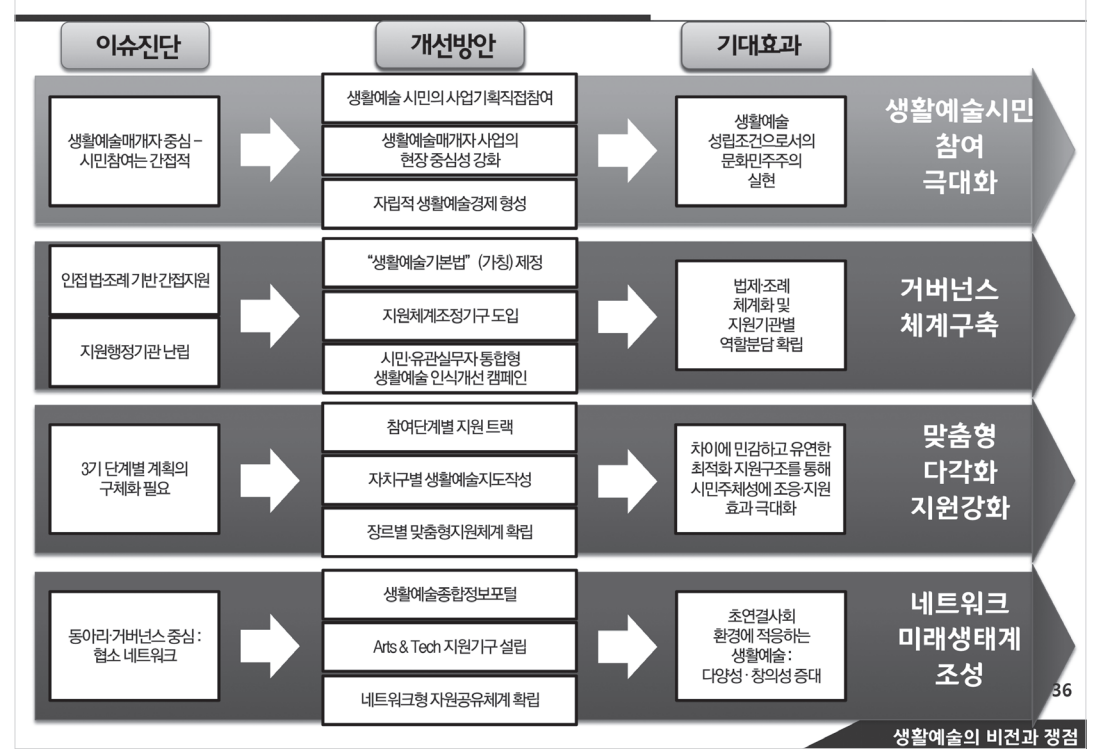 이슈진단
개선방안
기대효과
생활예술매개자 중심 –
시민참여는 간접적
생활예술 시민의 사업기획직접참여
생활예술매개자 사업의
현장 중심성 강화
자립적 생활예술경제 형성
생활예술
성립조건으로서의
문화민주주의
실현
생활예술시민
참여
극대화
인접 법·조례 기반 간접지원
지원행정기관 난립
“생활예술기본법” (가칭) 제정
지원체계조정기구 도입
시민·유관실무자 통합형
생활예술 인식개선 캠페인
법제·조례
체계화 및
지원기관별
역할분담 확립
거버넌스
체계구축
3기 단계별 계획의
구체화 필요
참여단계별 지원 트랙
자치구별 생활예술지도작성
장르별 맞춤형지원체계 확립
차이에 민감하고 유연한
최적화 지원구조를 통해
시민주체성에 조응·지원
효과 극대화
맞춤형
다각화
지원강화
동아리·거버넌스 중심 :
협소 네트워크
생활예술종합정보포털
Arts & Tech 지원기구 설립
네트워크형 자원공유체계 확립
초연결사회
환경에 적응하는
생활예술 :
다양성 · 창의성 증대
네트워크
미래생태계
조성
36
생활예술의 비전과 쟁점